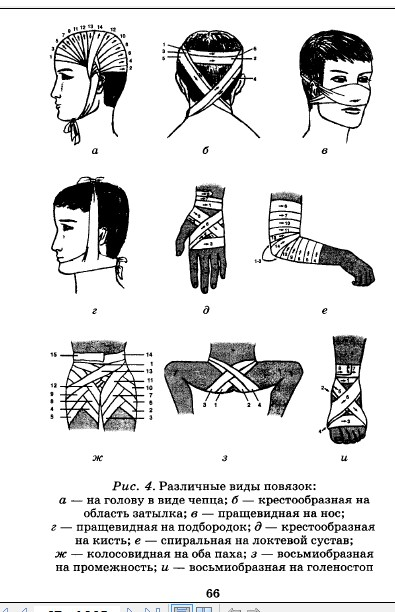 а
б
в
г
д
е
ж
з
и
Рис. 4. Различные виды повязок:
а — на голову в виде чепца; б — крестообразная на
область затылка; в — пращевидная на нос;
г — пращевидная на подбородок; д — крестообразная
на кисть; е — спиральная на локтевой сустав;
ж — колосовидная на оба паха; з — восьмиобразная
на промежность; и — восьмиобразная на голеностоп
66